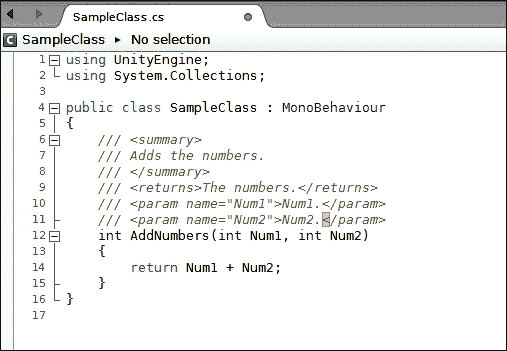 SampleClass.cs
C SampleClass ▸ No selection
1 using UnityEngine;
2 using System.Collections;
3
4 public class SampleClass : MonoBehaviour
5 {
6     /// <summary>
7     /// Adds the numbers.
8     /// </summary>
9     /// <returns>The numbers.</returns>
10     /// <param name="Num1">Num1.</param>
11     /// <param name="Num2">Num2.</param>
12     int AddNumbers(int Num1, int Num2)
13     {
14         return Num1 + Num2;
15     }
16 }
17